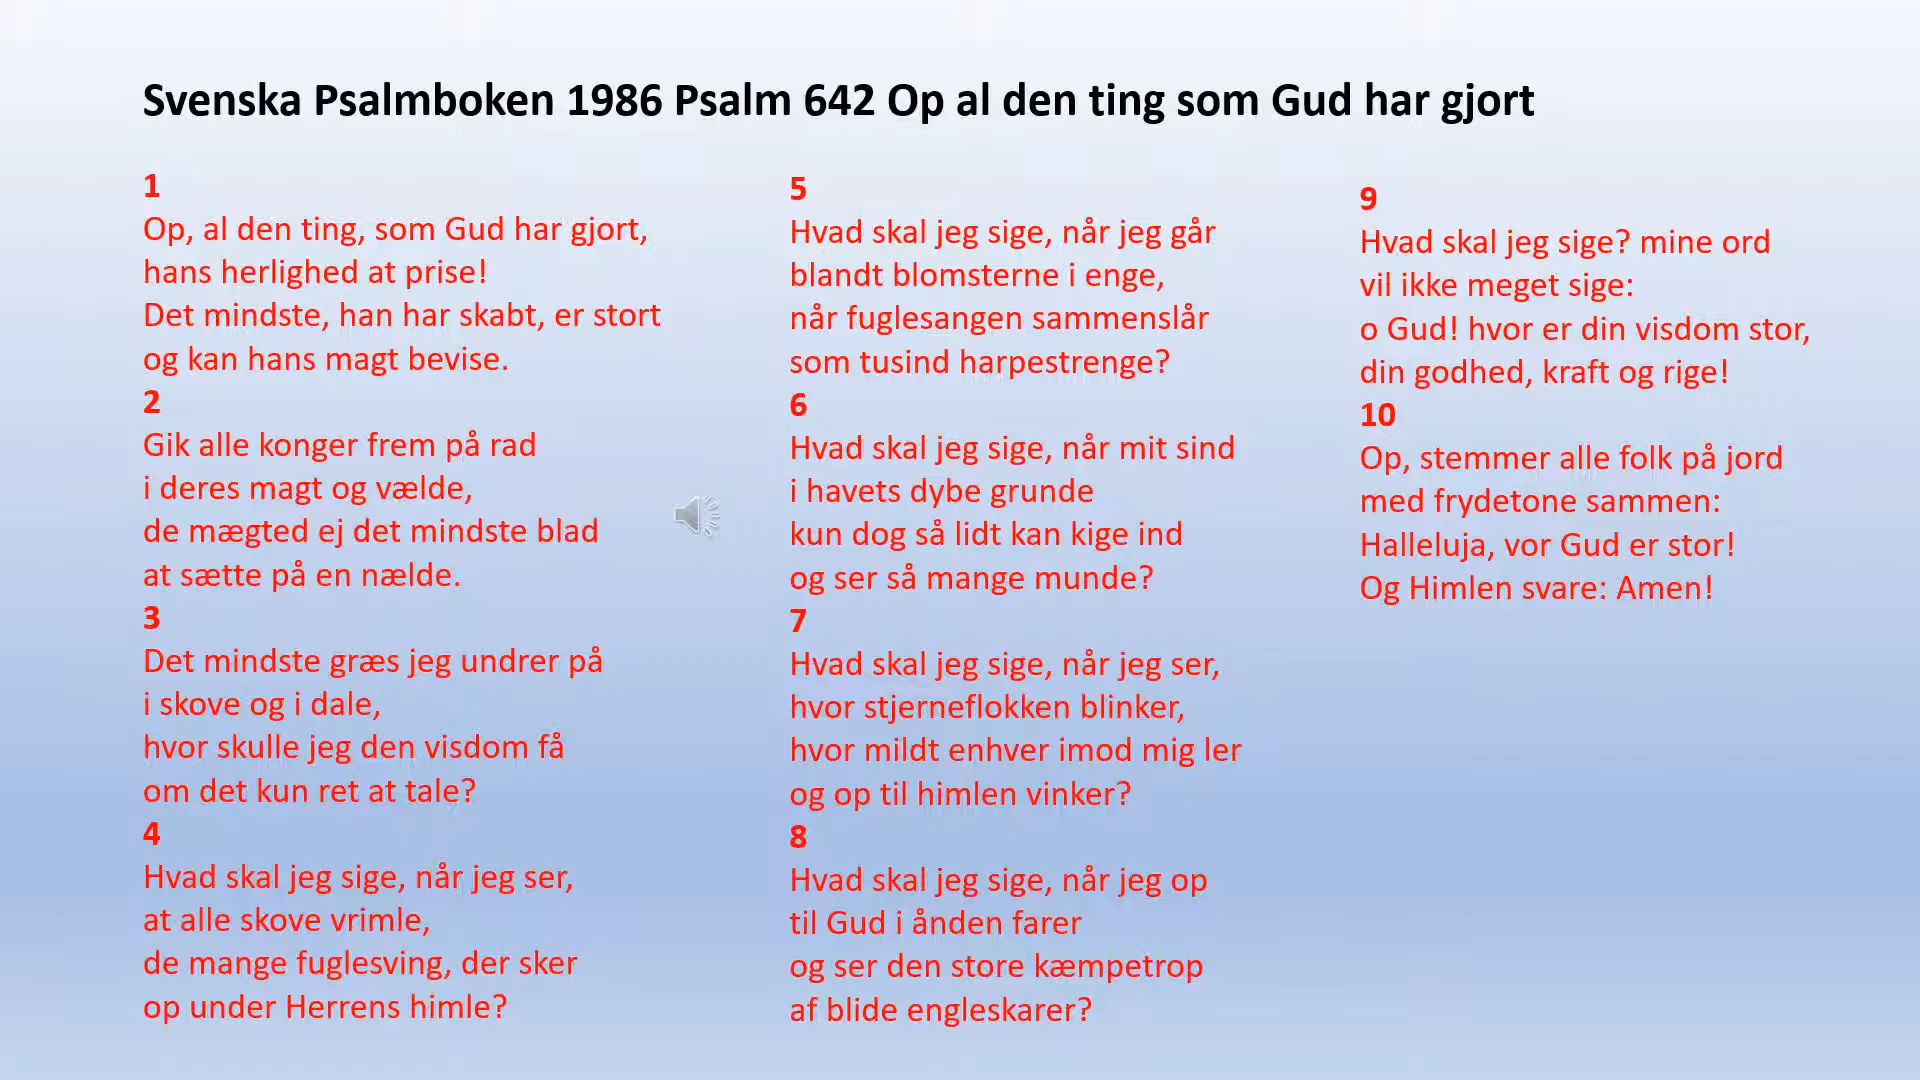 Svenska Psalmboken 1986 Psalm 642 Op al den ting som Gud har gjort
1
Op, al den ting, som Gud har gjort,
hans herlighed at prise!
Det mindste, han har skabt, er stort
og kan hans magt bevise.
2
Gik alle konger frem på rad
i deres magt og vælde,
de mægted ej det mindste blad
at sætte på en nælde.
3
Det mindste græs jeg undrer på
i skove og i dale,
hvor skulle jeg den visdom få
om det kun ret at tale?
4
Hvad skal jeg sige, når jeg ser,
at alle skove vrimle,
de mange fuglesving, der sker
op under Herrens himle?
5
Hvad skal jeg sige, når jeg går
blandt blomsterne i enge,
når fuglesangen sammenslår
som tusind harpestrenge?
6
Hvad skal jeg sige, når mit sind
i havets dybe grunde
kun dog så lidt kan kige ind
og ser så mange munde?
7
Hvad skal jeg sige, når jeg ser,
hvor stjerneflokken blinker,
hvor mildt enhver imod mig ler
og op til himlen vinker?
8
Hvad skal jeg sige, når jeg op
til Gud i ånden farer
og ser den store kæmpetrop
af blide engleskarer?
9
Hvad skal jeg sige? mine ord
vil ikke meget sige:
o Gud! hvor er din visdom stor,
din godhed, kraft og rige!
10
Op, stemmer alle folk på jord
med frydetone sammen:
Halleluja, vor Gud er stor!
Og Himlen svare: Amen!